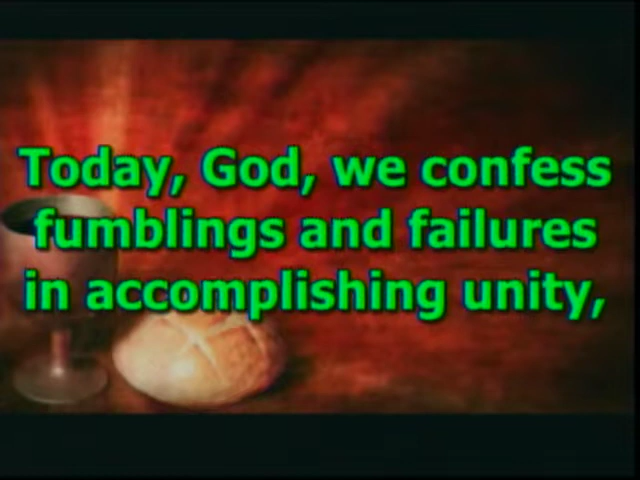 Today, God, we confess
fumblings and failures
in accomplishing unity,